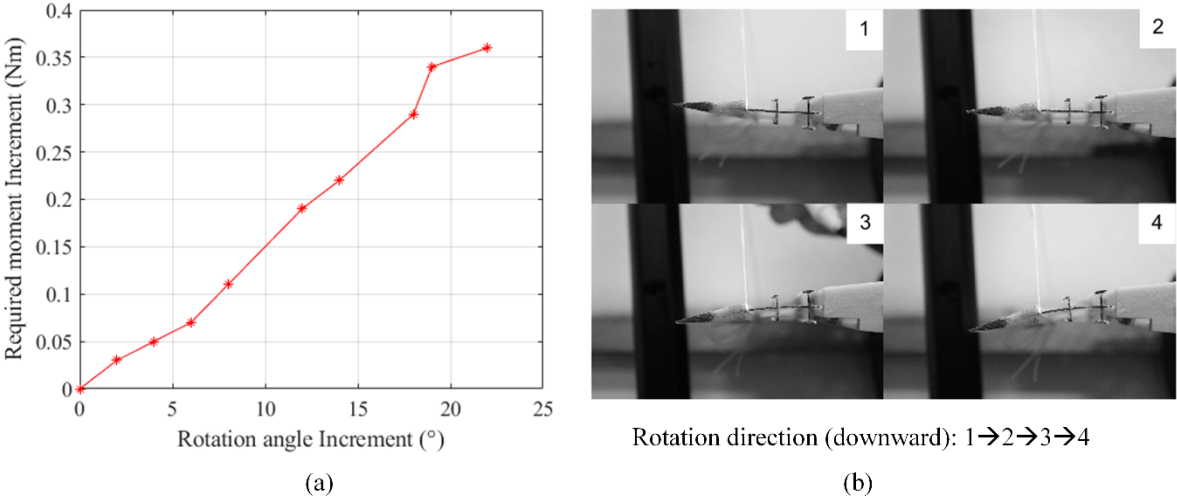 0.4
0.35
0.3
0.25
0.2
0.15
0.1
0.05
0
0 5 10 15 20 25
Required moment Increment (Nm)
Rotation angle Increment (°)
(a)
1
2
3
4
Rotation direction (downward): 1→2→3→4
(b)